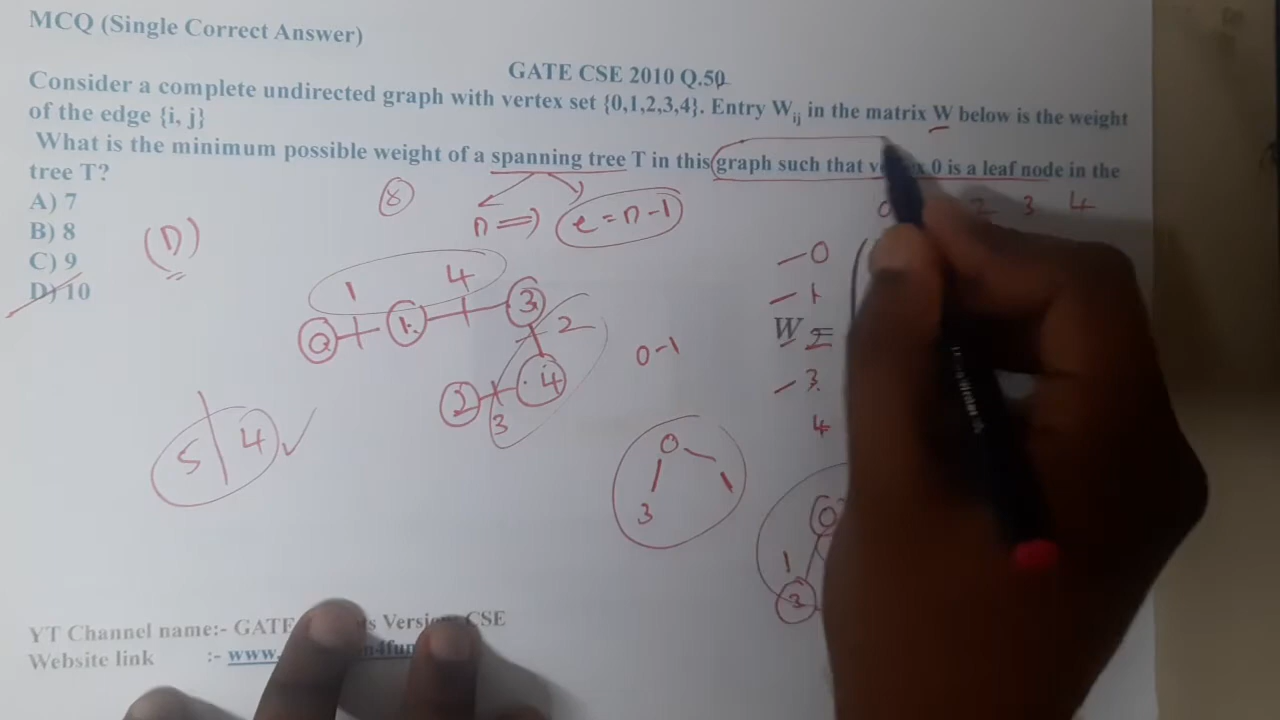 MCQ (Single Correct Answer)
GATE CSE 2010 Q.50
Consider a complete undirected graph with vertex set {0,1,2,3,4}. Entry Wij in the matrix W below is the weight
of the edge {i, j}
What is the minimum possible weight of a spanning tree T in this graph such that 0 is a leaf node in the
tree T?
A) 7
B) 8
C) 9
D) 10
(D)
8
n ⇒ e = n-1
2 3 4
0
1
W =
2
3
4
0 1 3 4 2
1 4 2 3
0-1
5 | 4 ✓
0
3 1
0
1
3
YT Channel name:- GATE CSE
Website link :- www.